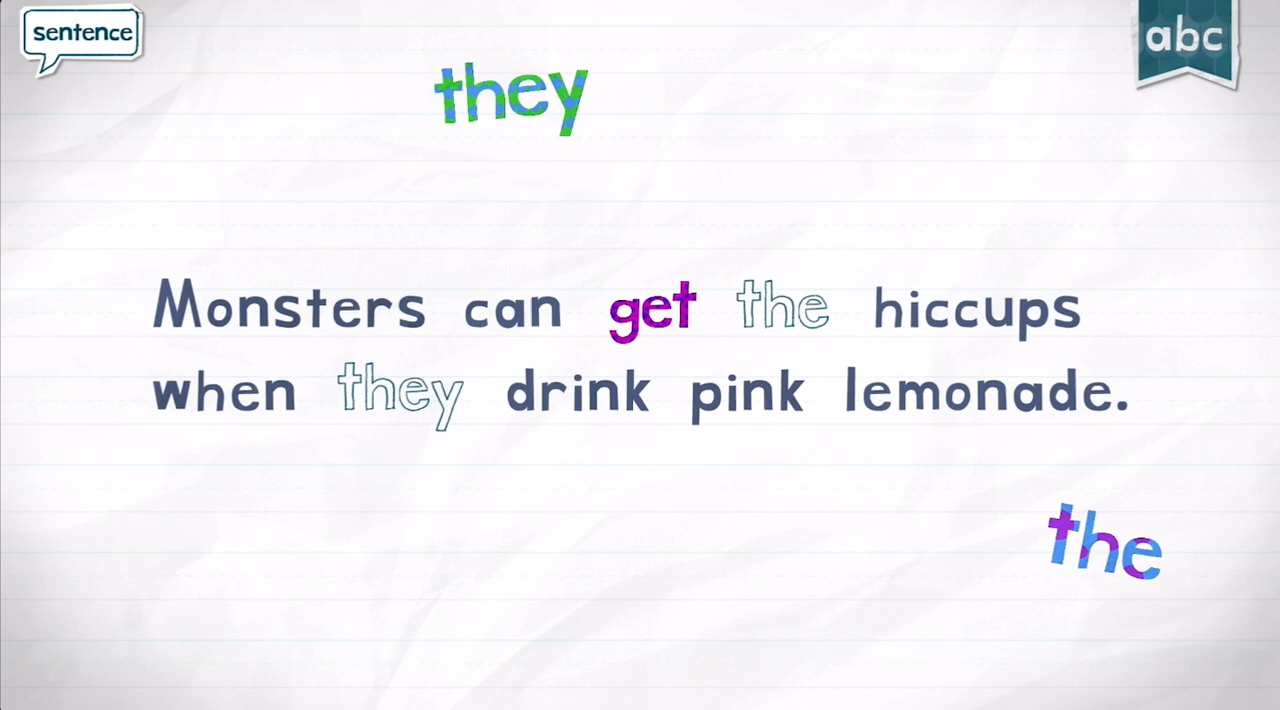 sentence
abc
they
Monsters can get the hiccups
when they drink pink lemonade.
the